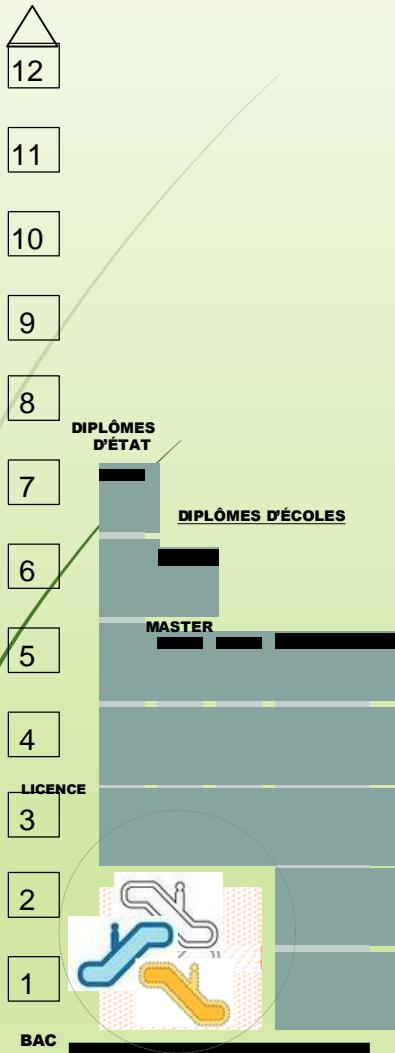 12
11
10
9
8
DIPLÔMES
D'ÉTAT
7
DIPLÔMES D'ÉCOLES
6
MASTER
5
4
LICENCE
3
2
1
BAC